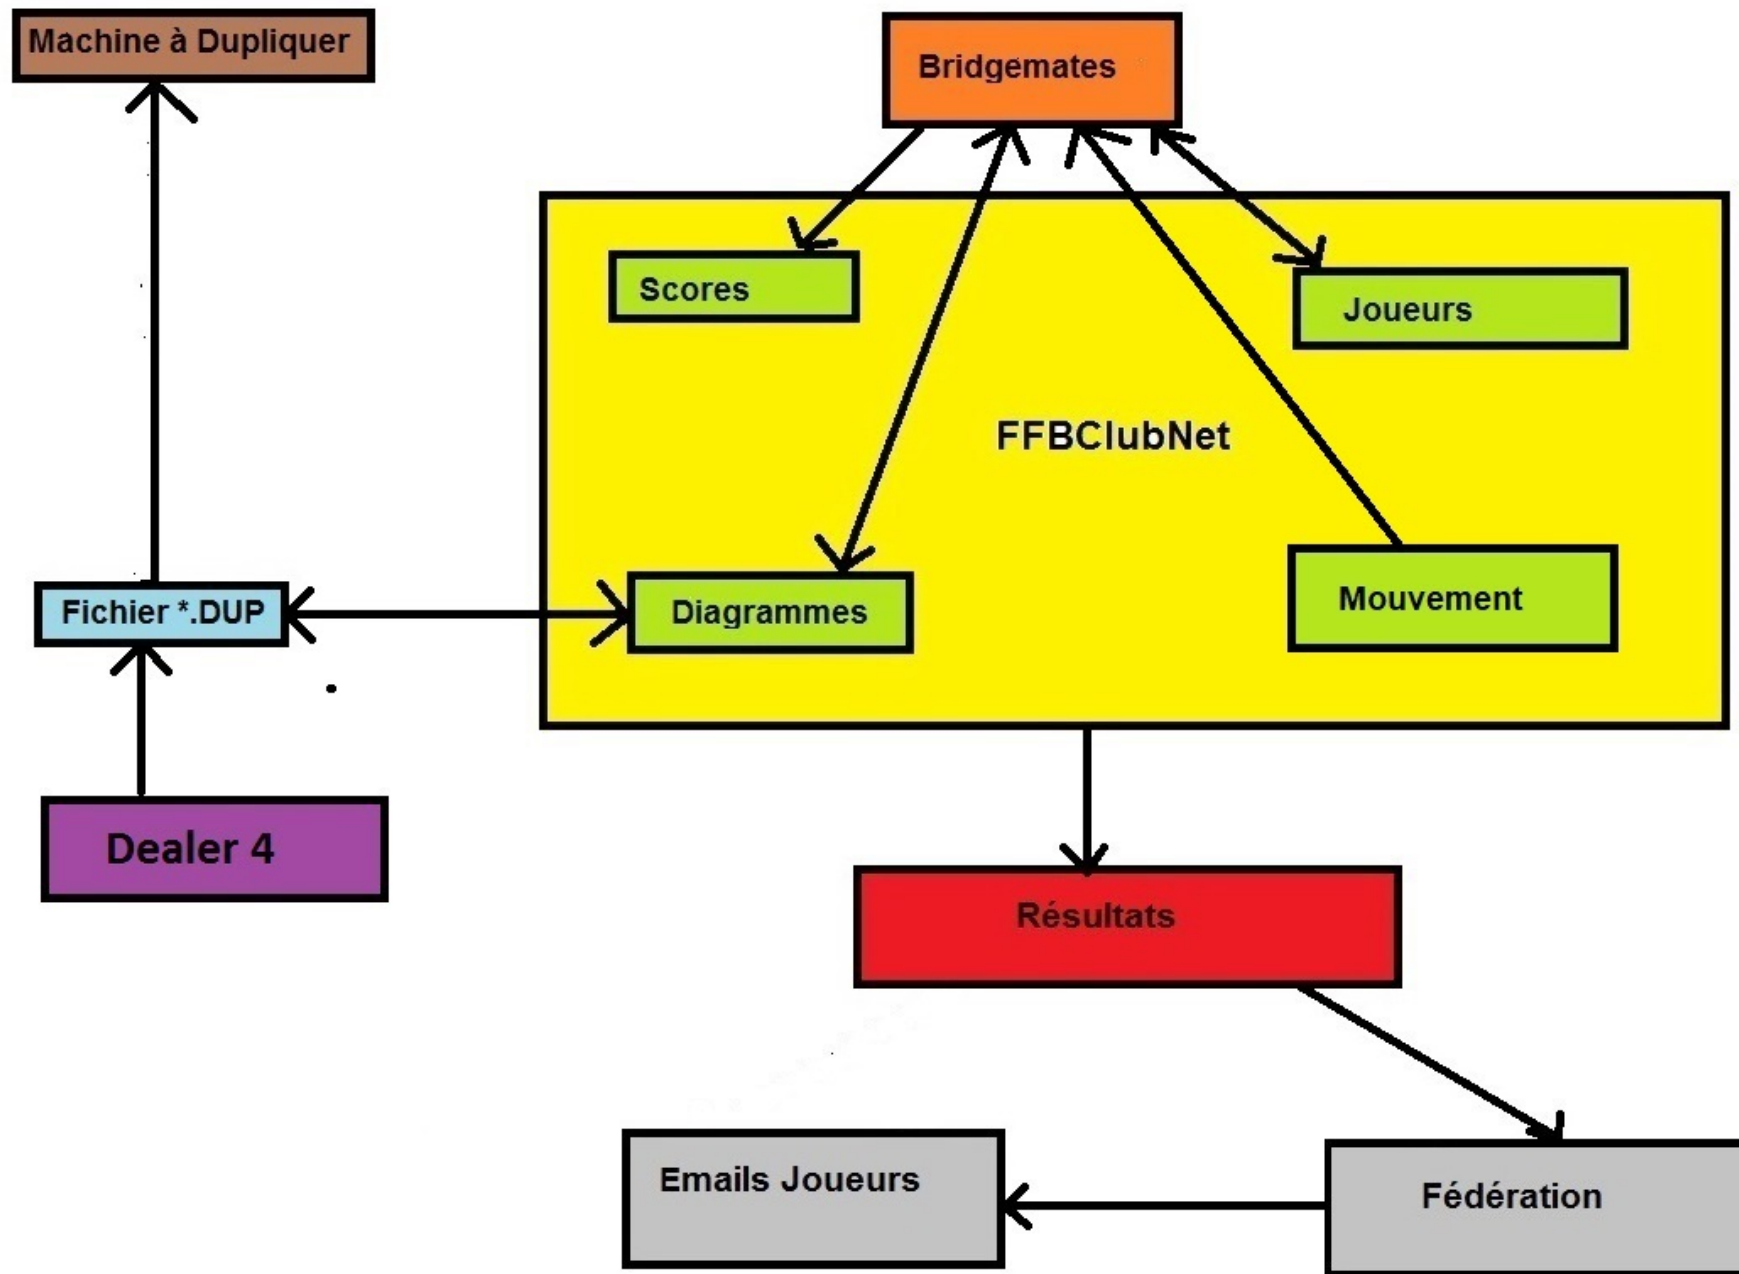 Machine à Dupliquer
Bridgemates
Scores
Joueurs
FFBClubNet
Fichier *.DUP
Diagrammes
Mouvement
Dealer 4
Résultats
Emails Joueurs
Fédération